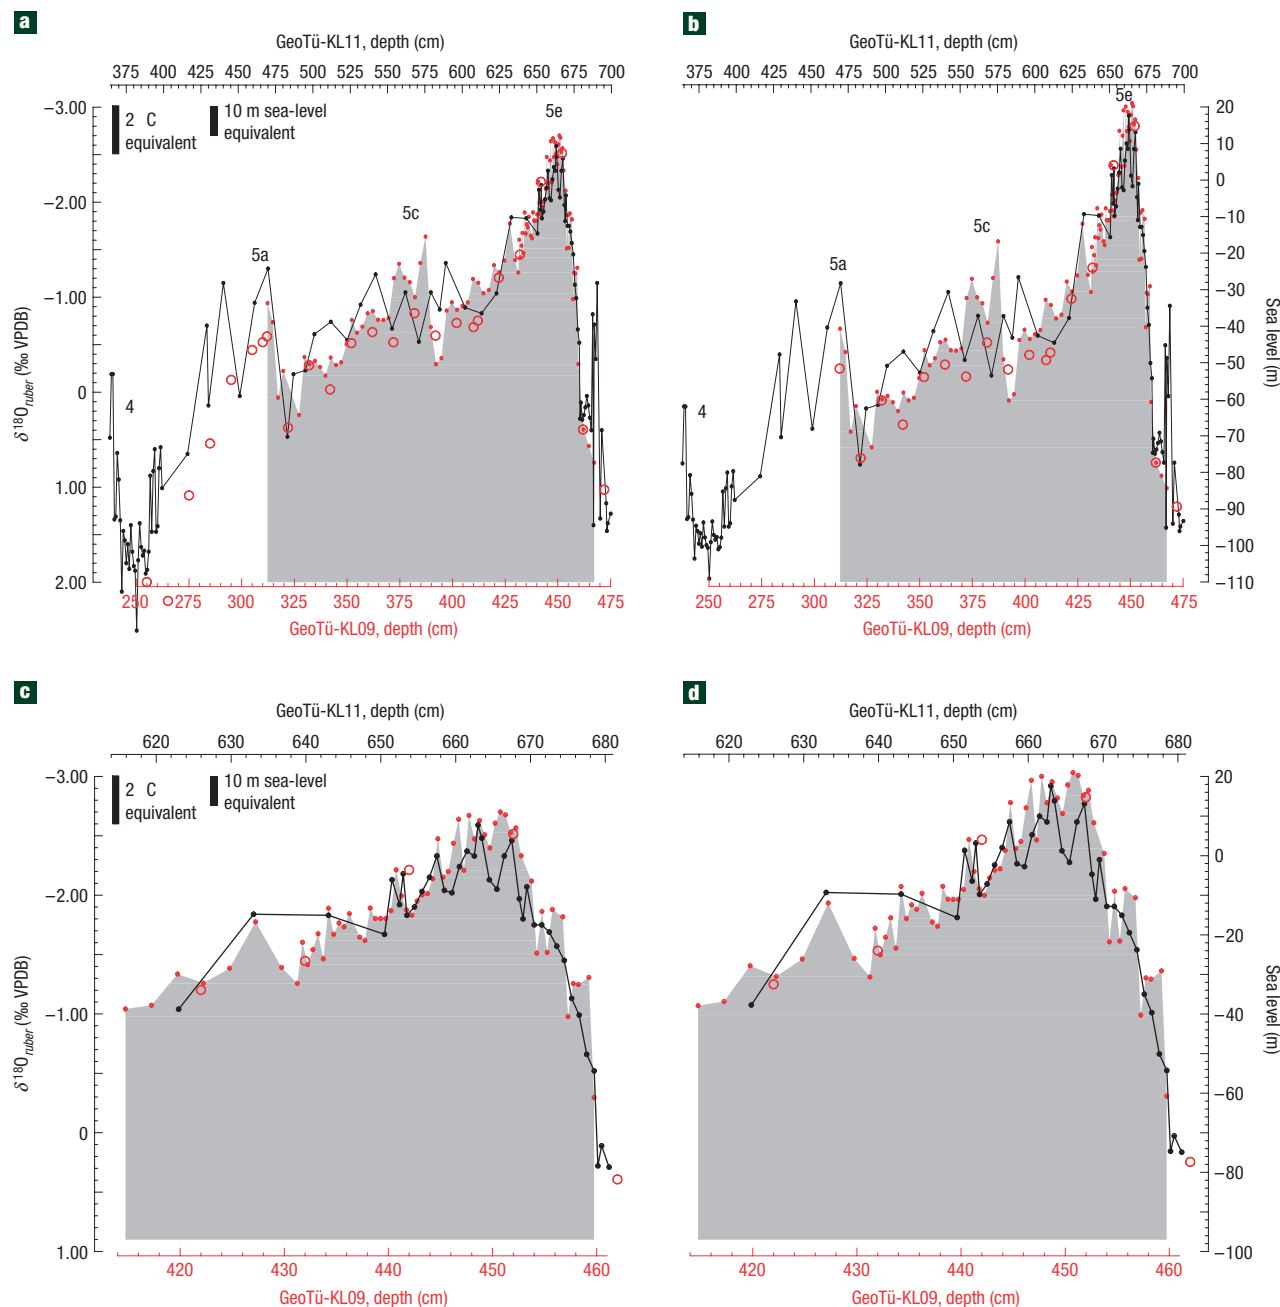 a
GeoTü-KL11, depth (cm)
375 400 425 450 475 500 525 550 575 600 625 650 675 700
−3.00
−2.00
−1.00
0
1.00
2.00
δ18Oruber (‰ VPDB)
2 C
equivalent
10 m sea-level
equivalent
5e
5c
5a
4
250 275 300 325 350 375 400 425 450 475
GeoTü-KL09, depth (cm)
b
GeoTü-KL11, depth (cm)
375 400 425 450 475 500 525 550 575 600 625 650 675 700
5e
5c
5a
4
20
10
0
−10
−20
−30
−40
−50
−60
−70
−80
−90
−100
−110
Sea level (m)
250 275 300 325 350 375 400 425 450 475
GeoTü-KL09, depth (cm)
c
GeoTü-KL11, depth (cm)
620 630 640 650 660 670 680
−3.00
−2.00
−1.00
0
1.00
δ18Oruber (‰ VPDB)
2 C
equivalent
10 m sea-level
equivalent
420 430 440 450 460
GeoTü-KL09, depth (cm)
d
GeoTü-KL11, depth (cm)
620 630 640 650 660 670 680
20
0
−20
−40
−60
−80
−100
Sea level (m)
420 430 440 450 460
GeoTü-KL09, depth (cm)